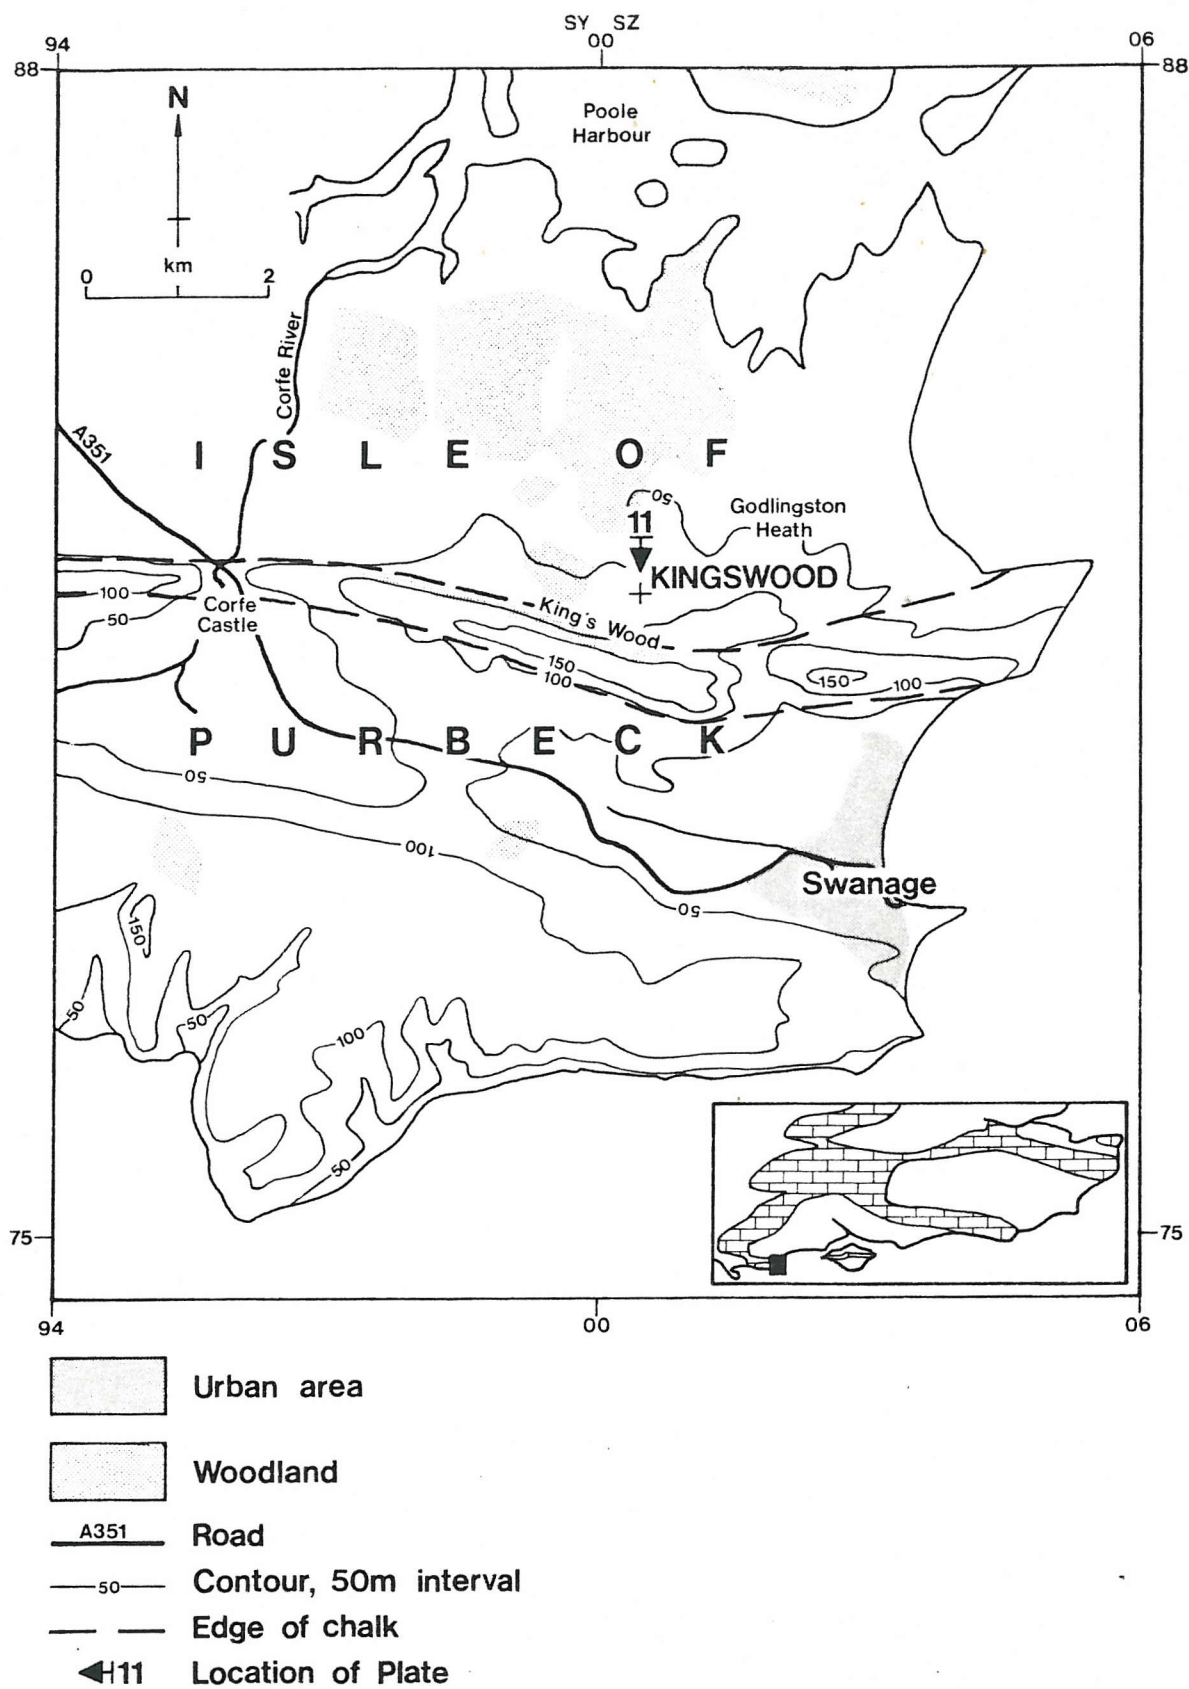 SY SZ
94
00
06
88
88
N
Poole
Harbour
km
0
2
Corfe River
A351
I S L E O F
50
Godlingston
Heath
11
KINGSWOOD
100
Corfe
Castle
King's Wood
50
150
100
150
100
P U R B E C K
50
100
Swanage
50
150
50
50
100
50
75
75
94
00
06
Urban area
Woodland
A351
Road
50
Contour, 50m interval
Edge of chalk
11
Location of Plate